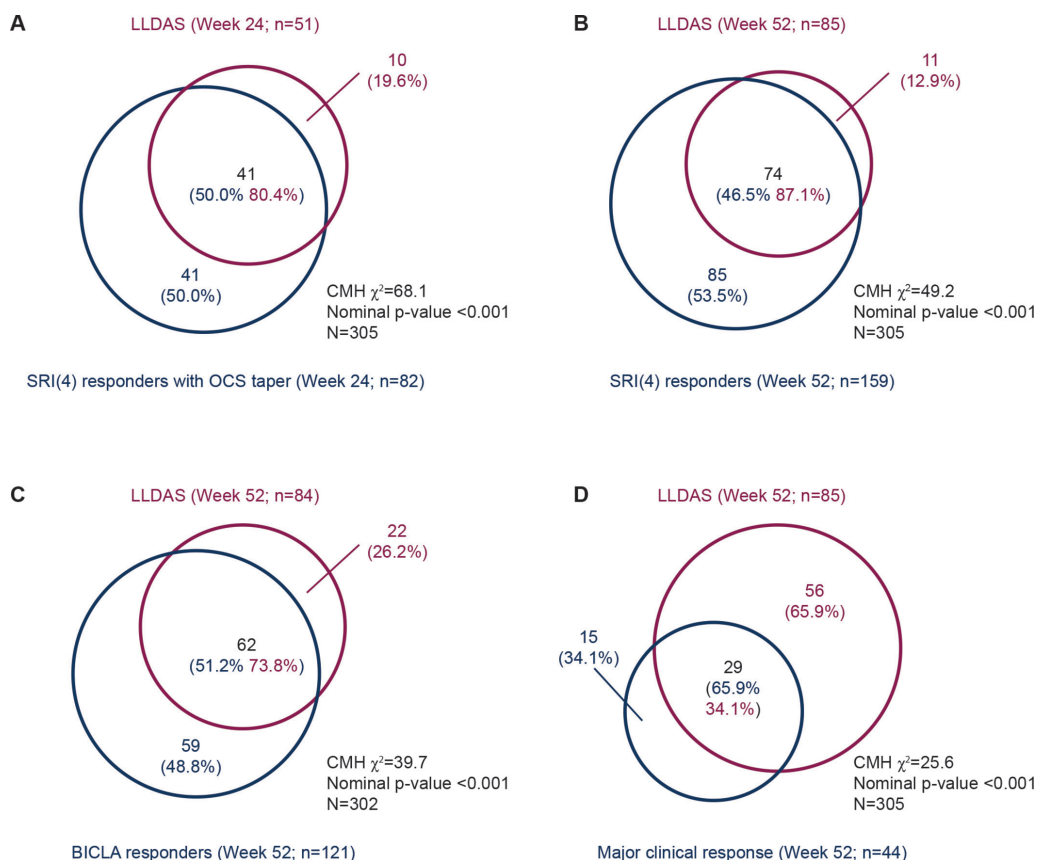 A
LLDAS (Week 24; n=51)
10
(19.6%)
41
(50.0% 80.4%)
41
(50.0%)
CMH χ²=68.1
Nominal p-value <0.001
N=305
SRI(4) responders with OCS taper (Week 24; n=82)
B
LLDAS (Week 52; n=85)
11
(12.9%)
74
(46.5% 87.1%)
85
(53.5%)
CMH χ²=49.2
Nominal p-value <0.001
N=305
SRI(4) responders (Week 52; n=159)
C
LLDAS (Week 52; n=84)
22
(26.2%)
62
(51.2% 73.8%)
59
(48.8%)
CMH χ²=39.7
Nominal p-value <0.001
N=302
BICLA responders (Week 52; n=121)
D
LLDAS (Week 52; n=85)
56
(65.9%)
15
(34.1%)
29
(65.9%
34.1%)
CMH χ²=25.6
Nominal p-value <0.001
N=305
Major clinical response (Week 52; n=44)